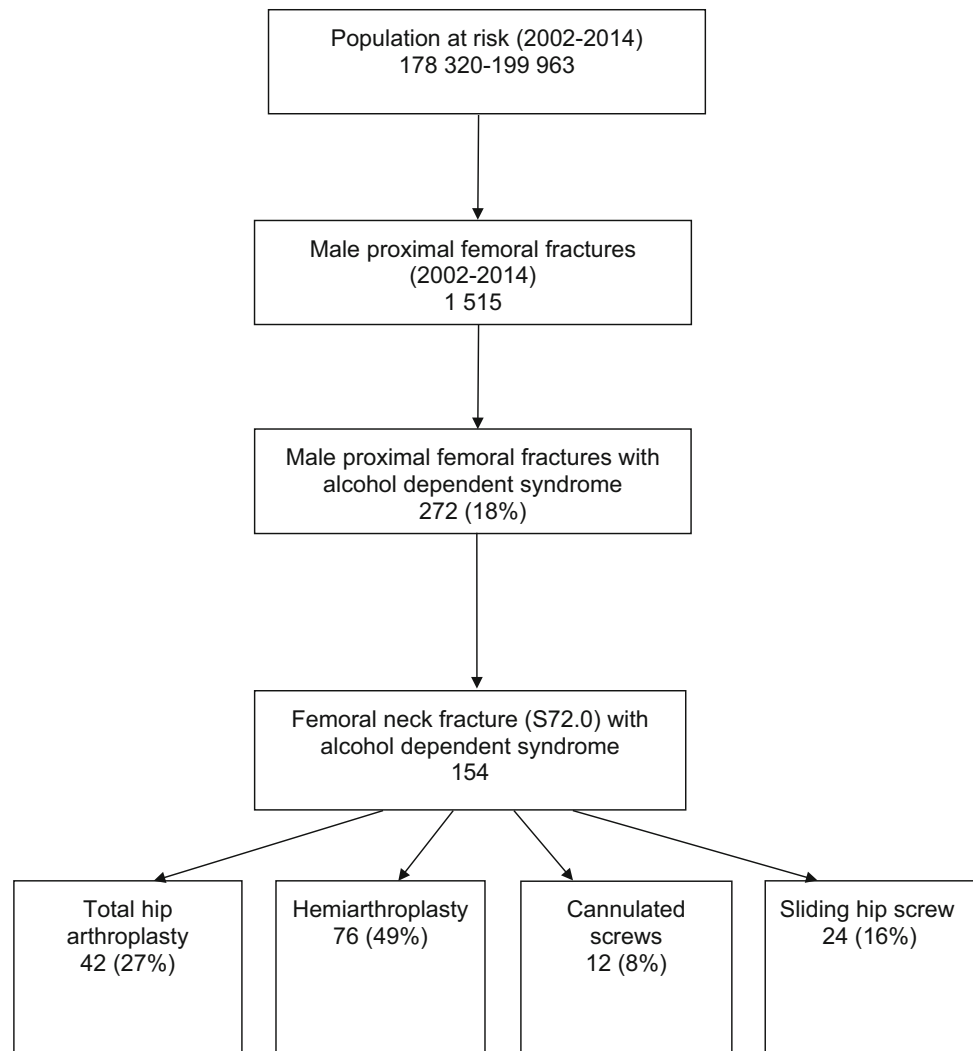 Population at risk (2002-2014)
178 320-199 963
Male proximal femoral fractures
(2002-2014)
1 515
Male proximal femoral fractures with
alcohol dependent syndrome
272 (18%)
Femoral neck fracture (S72.0) with
alcohol dependent syndrome
154
Total hip
arthroplasty
42 (27%)
Hemiarthroplasty
76 (49%)
Cannulated
screws
12 (8%)
Sliding hip screw
24 (16%)